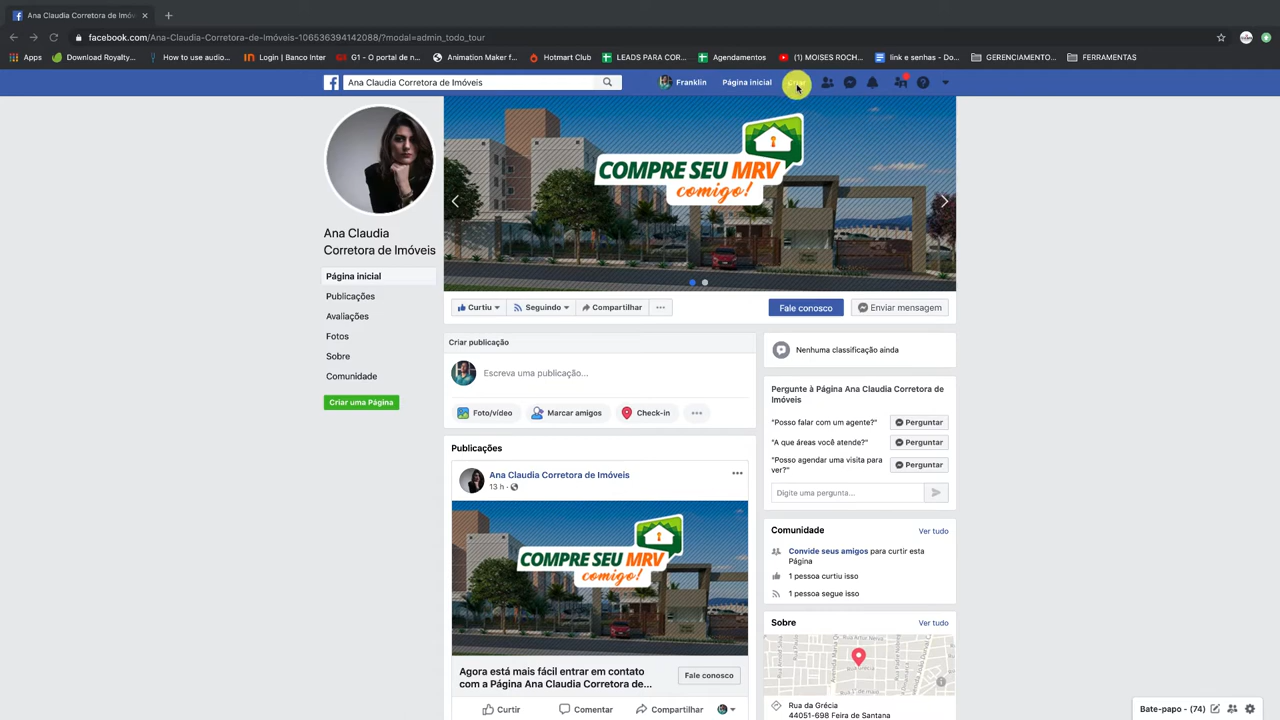 Ana Claudia Corretora de Imóv
facebook.com/Ana-Claudia-Corretora-de-Imóveis-106536394142088/?modal=admin_todo_tour
Apps
Download Royalty...
How to use audio...
Login | Banco Inter
G1 - O portal de n...
Animation Maker f...
Hotmart Club
LEADS PARA COR...
Agendamentos
(1) MOISES ROCH...
link e senhas - Do...
GERENCIAMENTO...
FERRAMENTAS
Ana Claudia Corretora de Imóveis
Franklin
Página inicial
Criar
COMPRE SEU MRV
comigo!
Ana Claudia
Corretora de Imóveis
Página inicial
Publicações
Avaliações
Fotos
Sobre
Comunidade
Criar uma Página
Curtiu
Seguindo
Compartilhar
Fale conosco
Enviar mensagem
Criar publicação
Escreva uma publicação...
Foto/vídeo
Marcar amigos
Check-in
Publicações
Ana Claudia Corretora de Imóveis
13 h
COMPRE SEU MRV
comigo!
Agora está mais fácil entrar em contato
com a Página Ana Claudia Corretora de...
Fale conosco
Curtir
Comentar
Compartilhar
Nenhuma classificação ainda
Pergunte à Página Ana Claudia Corretora de
Imóveis
"Posso falar com um agente?"
Perguntar
"A que áreas você atende?"
Perguntar
"Posso agendar uma visita para
ver?"
Perguntar
Digite uma pergunta...
Comunidade
Ver tudo
Convide seus amigos para curtir esta
Página
1 pessoa curtiu isso
1 pessoa segue isso
Sobre
Ver tudo
Rua da Grécia
44051-698 Feira de Santana
Bate-papo - (74)